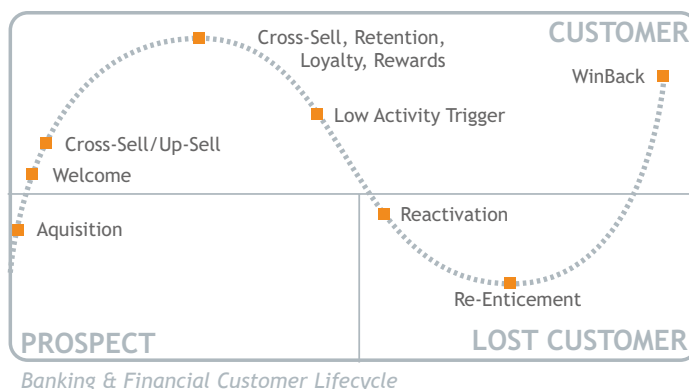 Cross-Sell, Retention,
Loyalty, Rewards
CUSTOMER
WinBack
Low Activity Trigger
Cross-Sell/Up-Sell
Welcome
Reactivation
Aquisition
Re-Enticement
PROSPECT
LOST CUSTOMER
Banking & Financial Customer Lifecycle